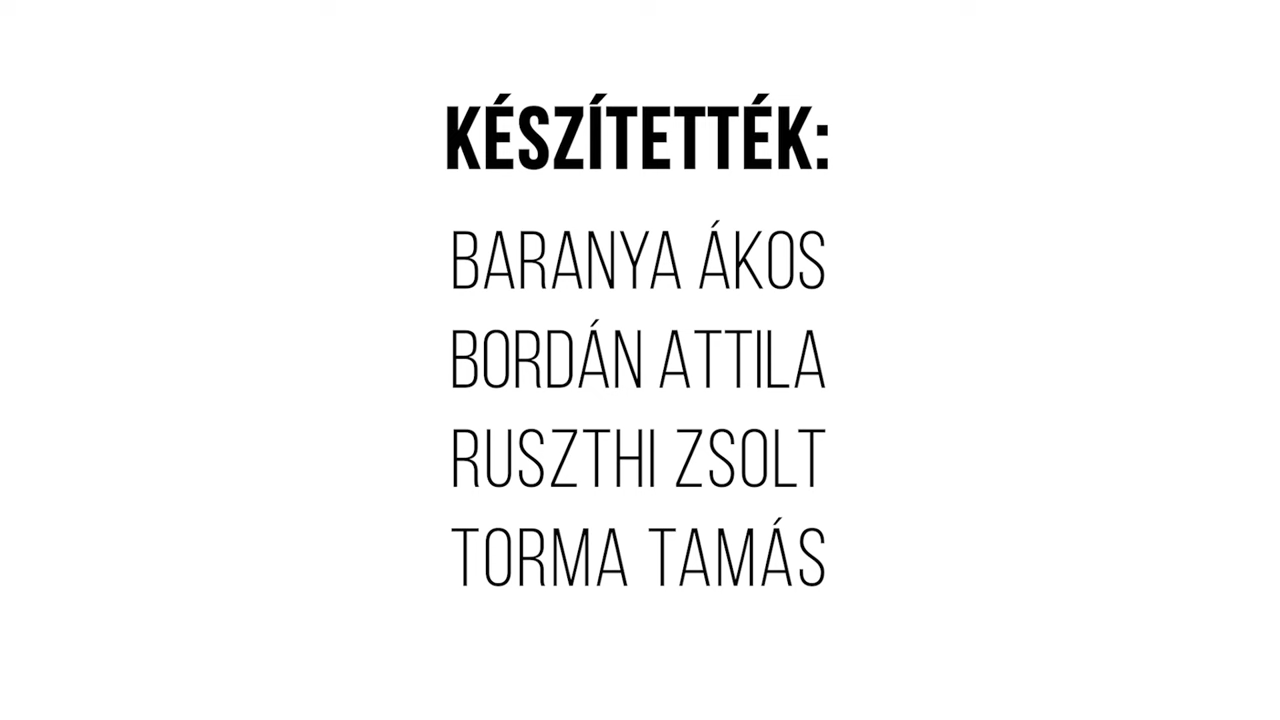 KÉSZÍTETTÉK:
BARANYA ÁKOS
BORDÁN ATTILA
RUSZTHI ZSOLT
TORMA TAMÁS